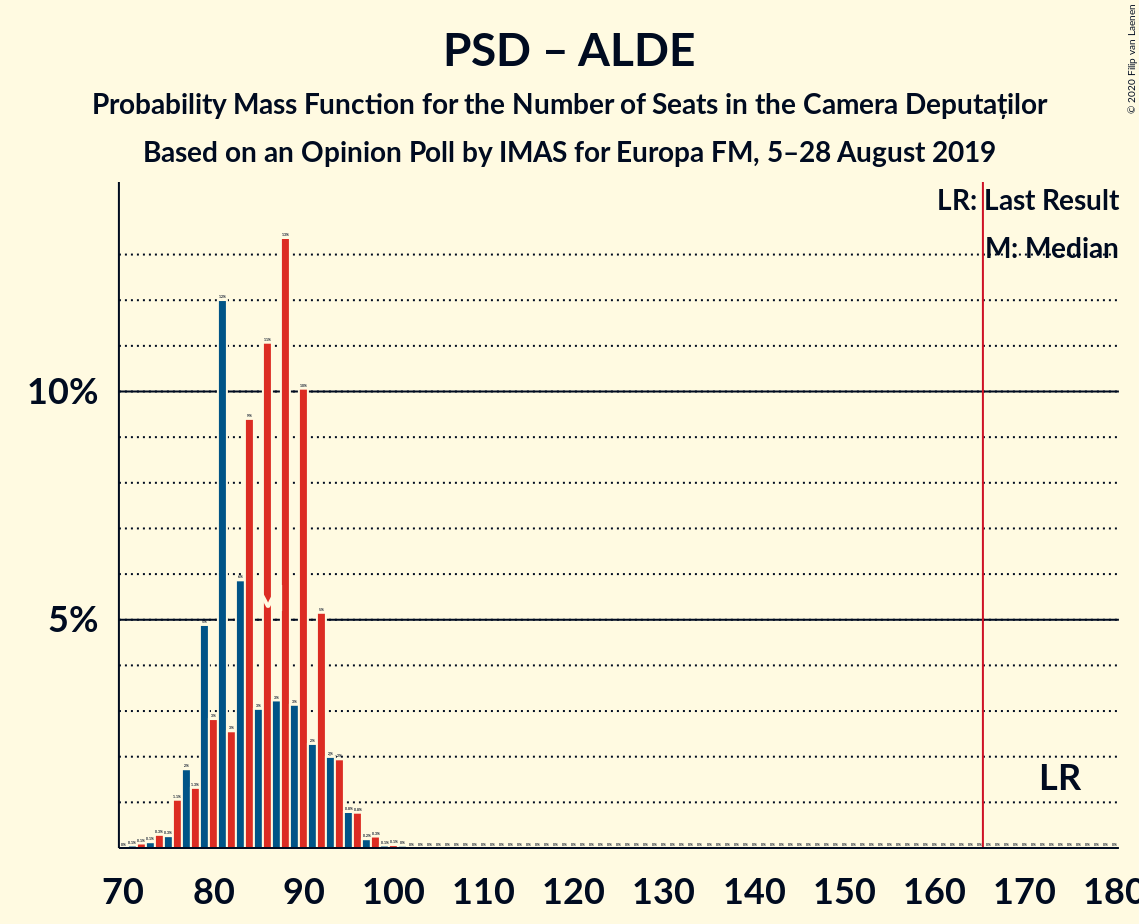 PSD – ALDE
Probability Mass Function for the Number of Seats in the Camera Deputaților
Based on an Opinion Poll by IMAS for Europa FM, 5–28 August 2019
© 2020 Filip van Laenen
LR: Last Result
M: Median
10%
5%
M
LR
70 80 90 100 110 120 130 140 150 160 170 180